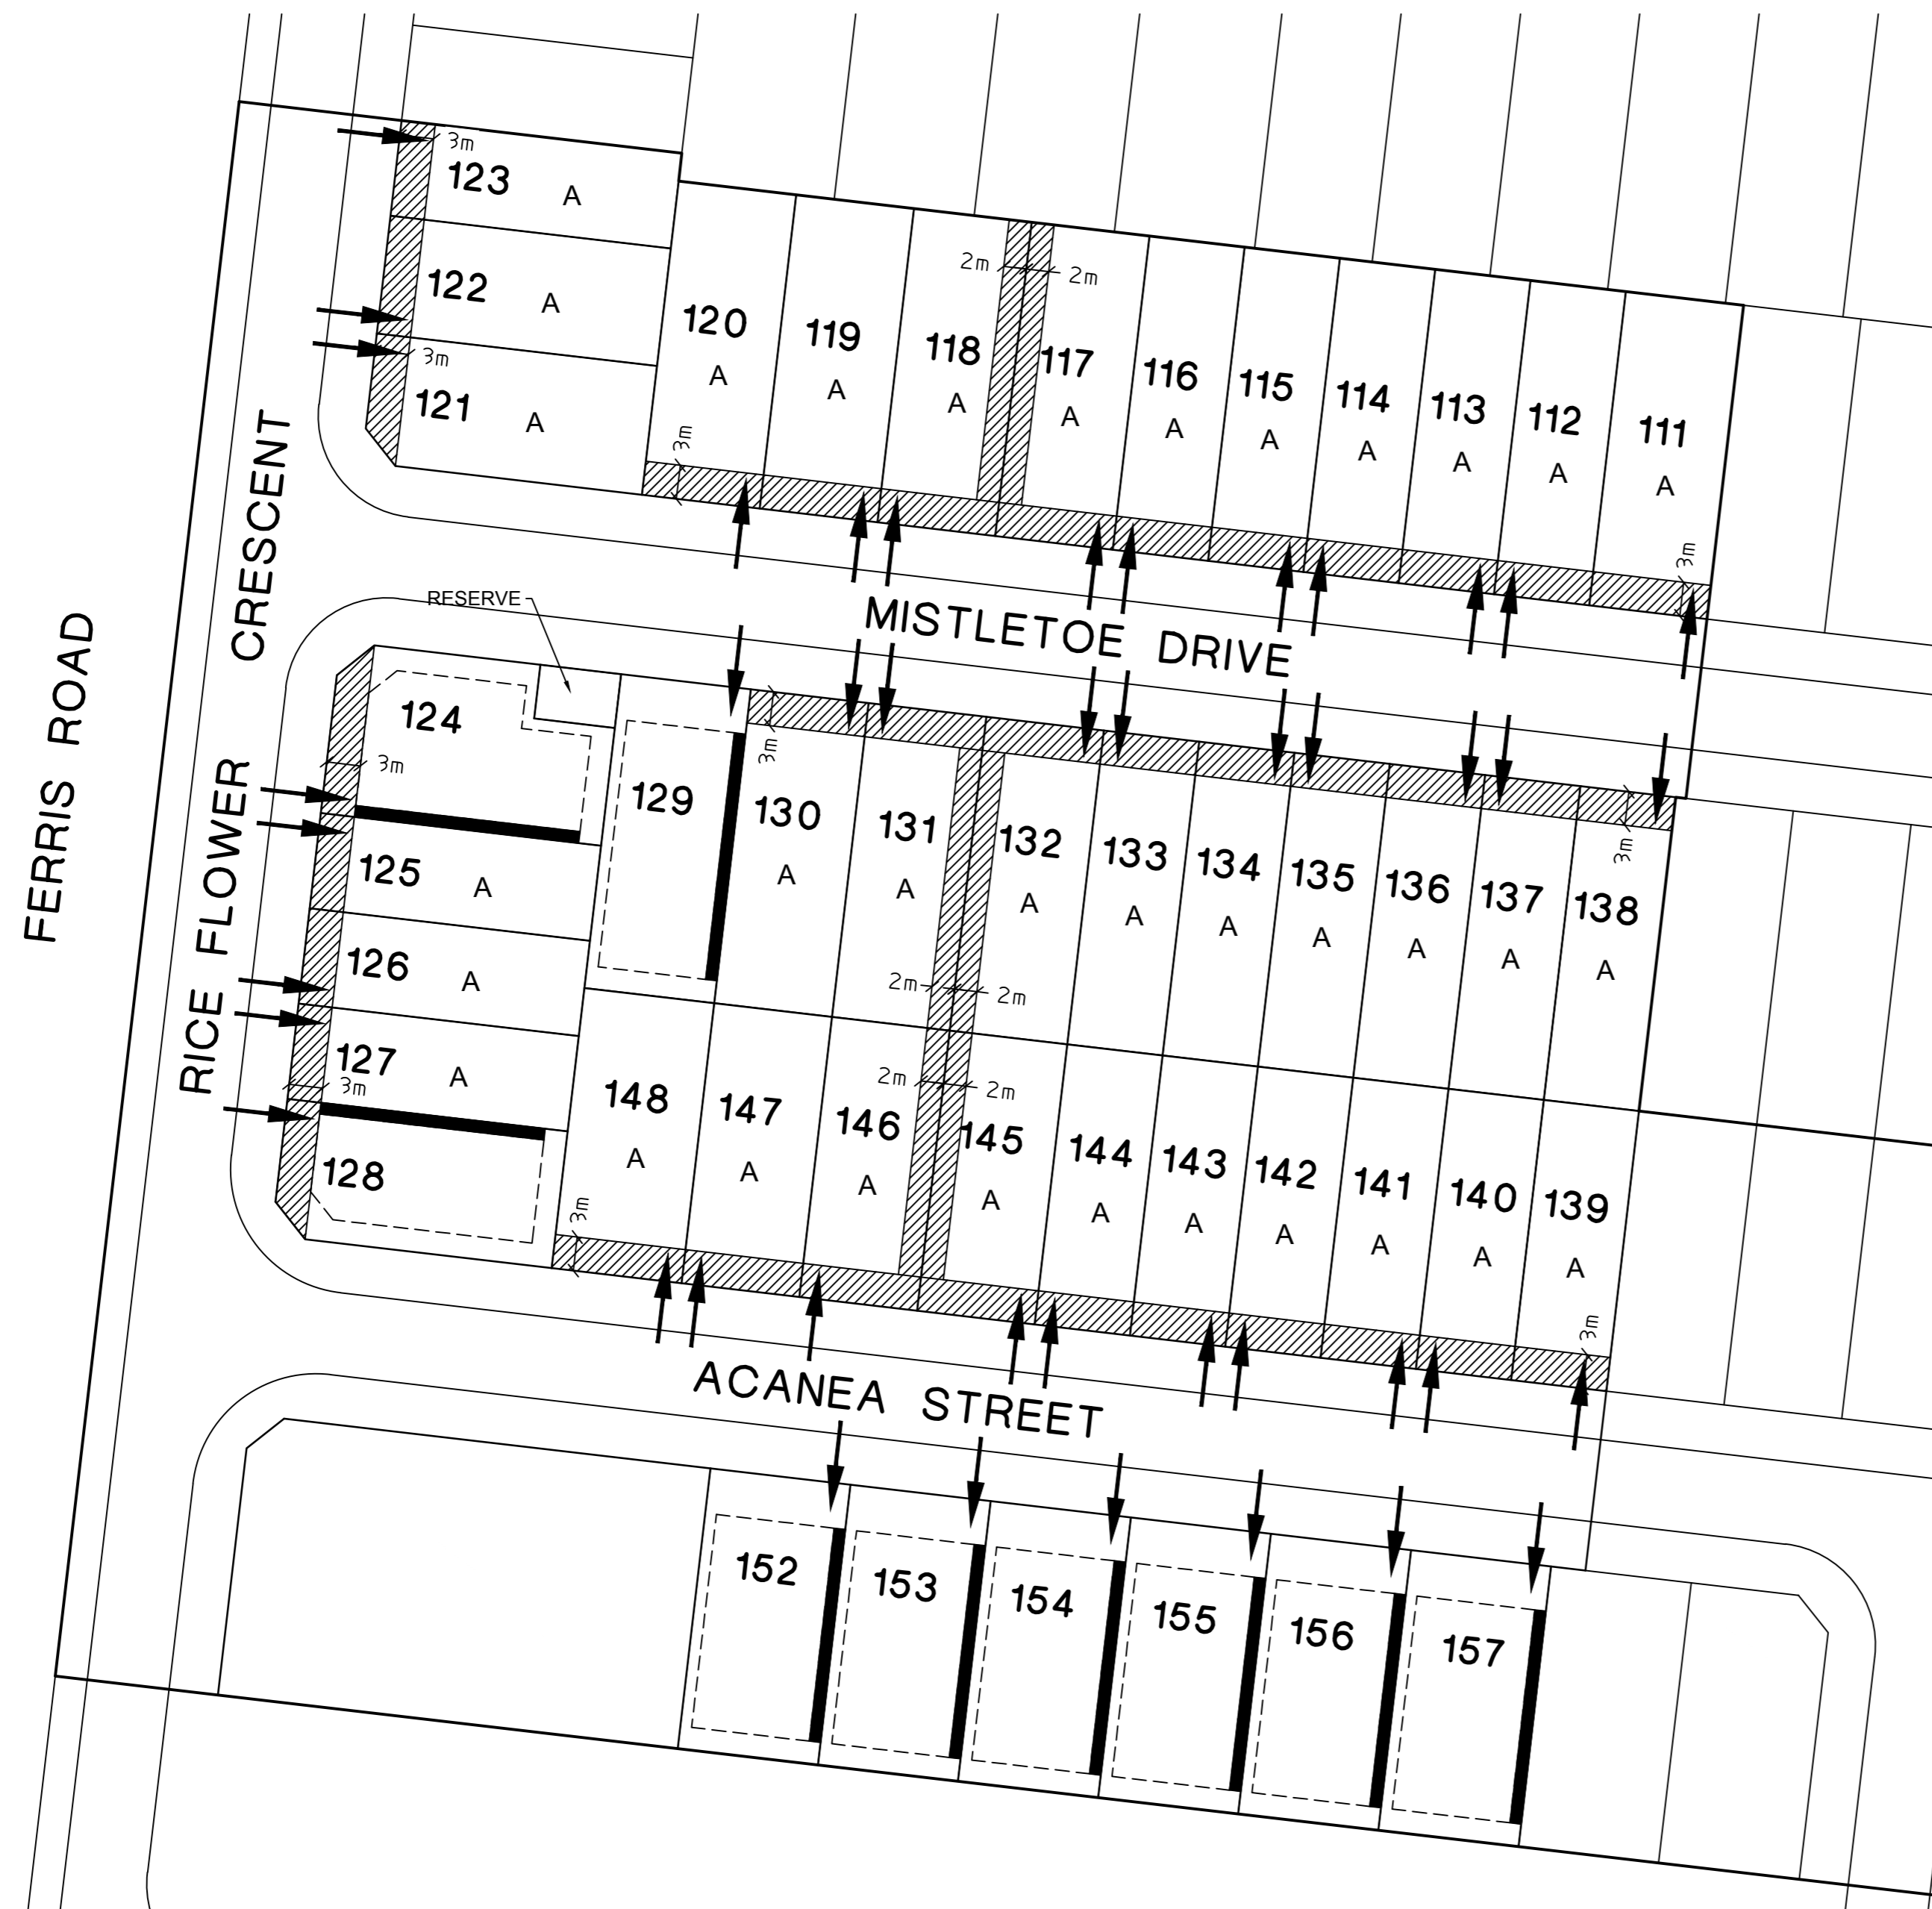 3m
123 A
122 A
3m
121 A
120 A
119 A
118 A
2m 2m
117 A
116 A
115 A
114 A
113 A
112 A
111 A
3m
3m
MISTLETOE DRIVE
RESERVE
FERRIS ROAD
RICE FLOWER CRESCENT
124
3m
125 A
126 A
127 A
3m
128
129
3m
130 A
131 A
2m 2m
132 A
133 A
134 A
135 A
136 A
137 A
138 A
3m
148 A
3m
147 A
146 A
2m 2m
145 A
144 A
143 A
142 A
141 A
140 A
139 A
3m
ACANEA STREET
152
153
154
155
156
157